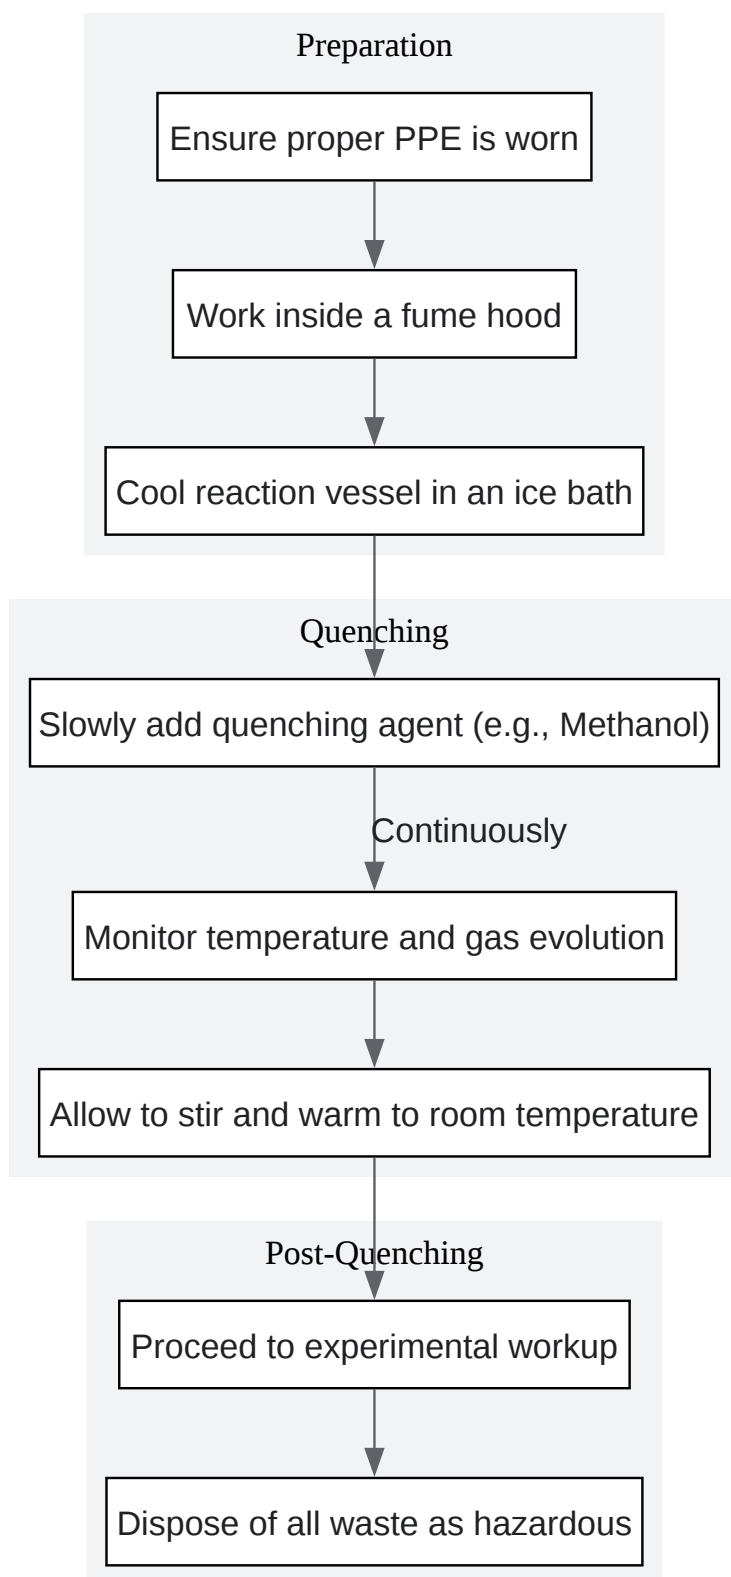 Preparation
Ensure proper PPE is worn
Work inside a fume hood
Cool reaction vessel in an ice bath
Quenching
Slowly add quenching agent (e.g., Methanol)
Continuously
Monitor temperature and gas evolution
Allow to stir and warm to room temperature
Post-Quenching
Proceed to experimental workup
Dispose of all waste as hazardous